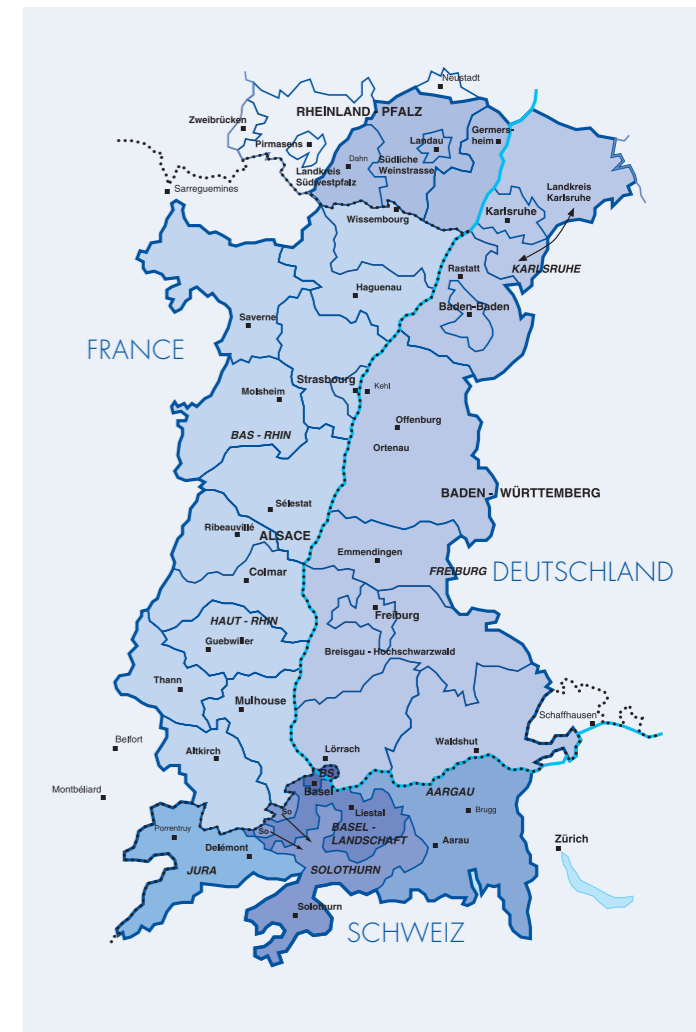 Neustadt
RHEINLAND - PFALZ
Zweibrücken
Germers-
heim
Pirmasens
Landau
Dahn
Südliche
Weinstrasse
Landkreis
Südwestpfalz
Landkreis
Karlsruhe
Sarreguemines
Karlsruhe
Wissembourg
KARLSRUHE
Rastatt
Haguenau
Baden-Baden
Saverne
FRANCE
Strasbourg
Kehl
Molsheim
Offenburg
BAS - RHIN
Ortenau
BADEN - WÜRTTEMBERG
Sélestat
Ribeauvillé
ALSACE
Emmendingen
FREIBURG
DEUTSCHLAND
Colmar
HAUT - RHIN
Freiburg
Guebwiller
Breisgau - Hochschwarzwald
Thann
Mulhouse
Schaffhausen
Belfort
Altkirch
Lörrach
Waldshut
BS
Basel
AARGAU
Montbéliard
So
Liestal
Brugg
Porrentruy
So
BASEL -
LANDSCHAFT
Delémont
Aarau
Zürich
JURA
SOLOTHURN
Solothurn
SCHWEIZ